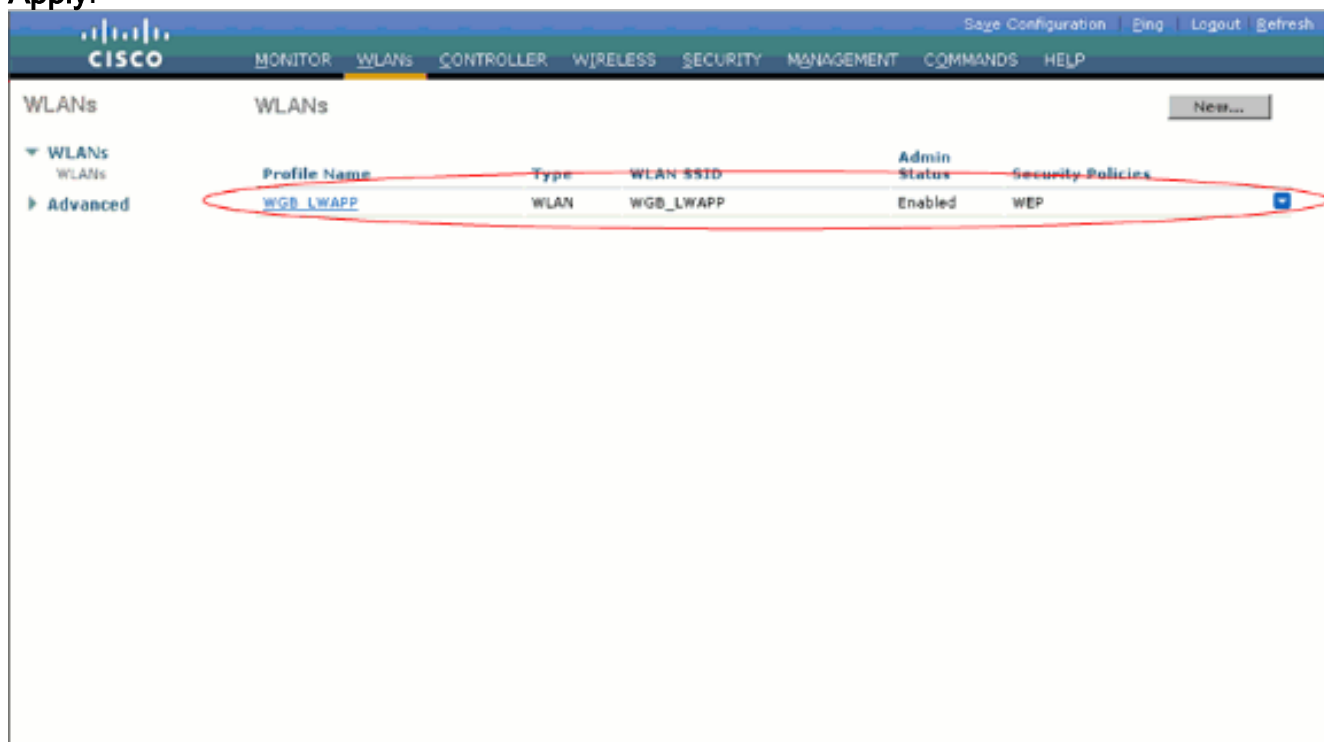 Apply.
Save Configuration | Ping | Logout | Refresh
CISCO
MONITOR WLANs CONTROLLER WIRELESS SECURITY MANAGEMENT COMMANDS HELP
WLANs
WLANs
New...
WLANs
WLANs
Advanced
Profile Name Type WLAN SSID Admin Status Security Policies
WGB_LWAPP WLAN WGB_LWAPP Enabled WEP